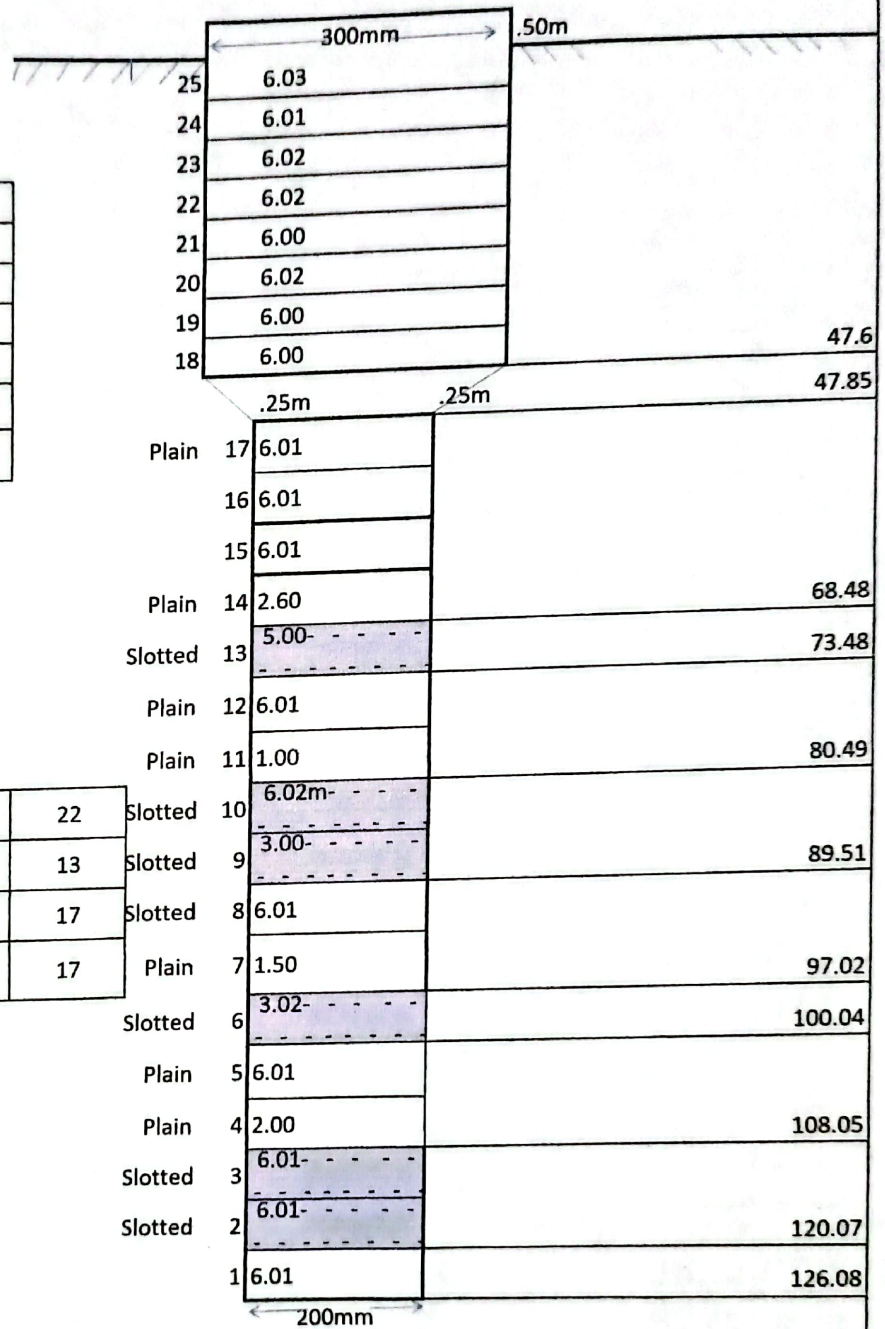 300mm .50m
25 6.03
24 6.01
23 6.02
22 6.02
21 6.00
20 6.02
19 6.00
18 6.00 47.6
.25m .25m 47.85
Plain 17 6.01
16 6.01
15 6.01
Plain 14 2.60 68.48
Slotted 13 5.00- - - - - 73.48
Plain 12 6.01
Plain 11 1.00 80.49
22 Slotted 10 6.02m- - - - -
13 Slotted 9 3.00- - - - - 89.51
17 Slotted 8 6.01
17 Plain 7 1.50 97.02
Slotted 6 3.02- - - - - 100.04
Plain 5 6.01
Plain 4 2.00 108.05
Slotted 3 6.01- - - - -
Slotted 2 6.01- - - - - 120.07
1 6.01 126.08
200mm